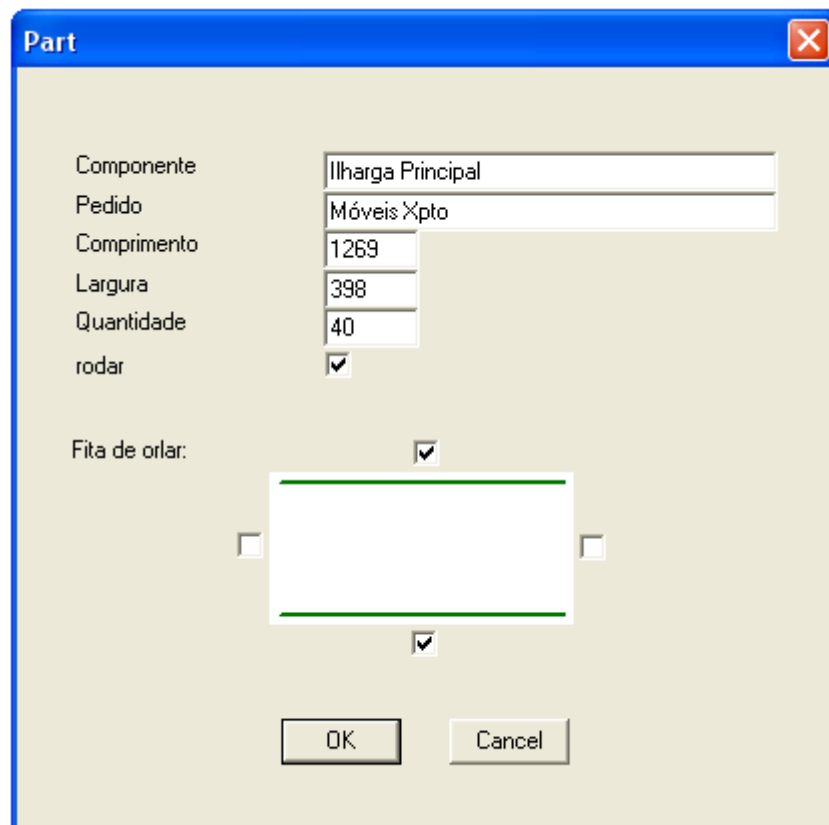 Part
Componente Ilharga Principal
Pedido Móveis Xpto
Comprimento 1269
Largura 398
Quantidade 40
rodar
Fita de orlar:
OK Cancel